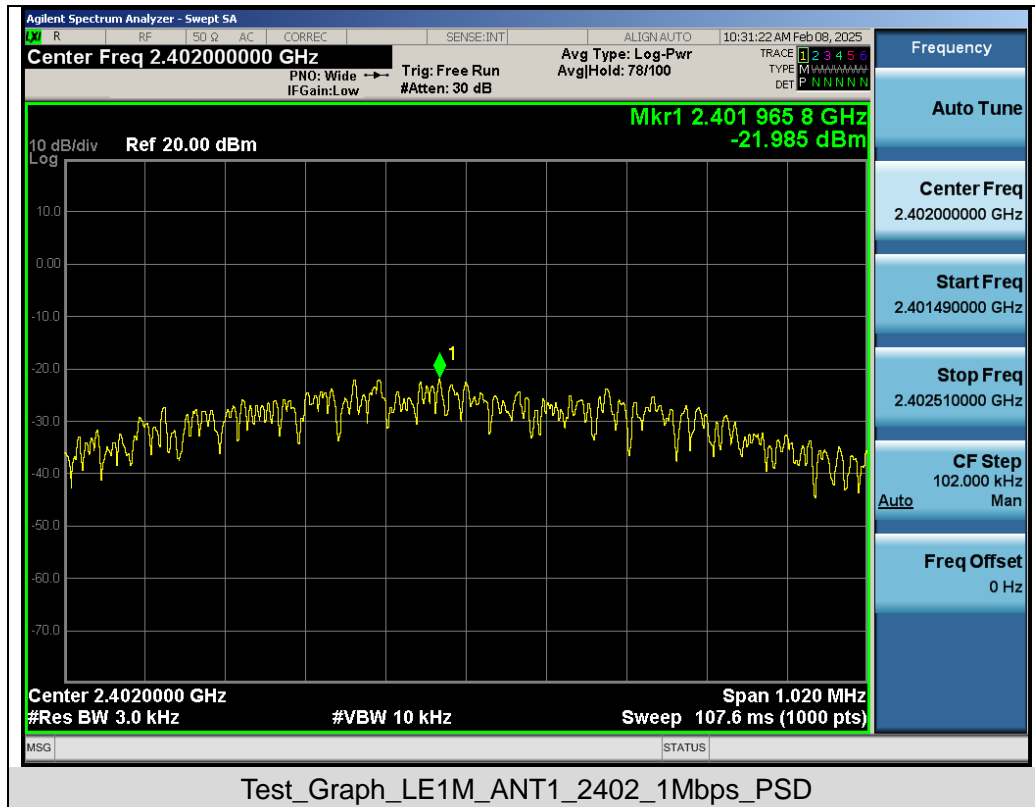 Agilent Spectrum Analyzer - Swept SA
LXI R RF 50 Ω AC CORREC SENSE:INT ALIGN AUTO 10:31:22 AM Feb 08, 2025
Center Freq 2.402000000 GHz
PNO: Wide
IFGain:Low
Trig: Free Run
#Atten: 30 dB
Avg Type: Log-Pwr
Avg|Hold: 78/100
TRACE 1 2 3 4 5 6
TYPE M
DET P N N N N N
Mkr1 2.401 965 8 GHz
-21.985 dBm
10 dB/div Ref 20.00 dBm
Log
10.0
0.00
-10.0
-20.0
-30.0
-40.0
-50.0
-60.0
-70.0
1
Center 2.4020000 GHz Span 1.020 MHz
#Res BW 3.0 kHz #VBW 10 kHz Sweep 107.6 ms (1000 pts)
MSG STATUS
Frequency
Auto Tune
Center Freq
2.402000000 GHz
Start Freq
2.401490000 GHz
Stop Freq
2.402510000 GHz
CF Step
102.000 kHz
Auto Man
Freq Offset
0 Hz
Test_Graph_LE1M_ANT1_2402_1Mbps_PSD